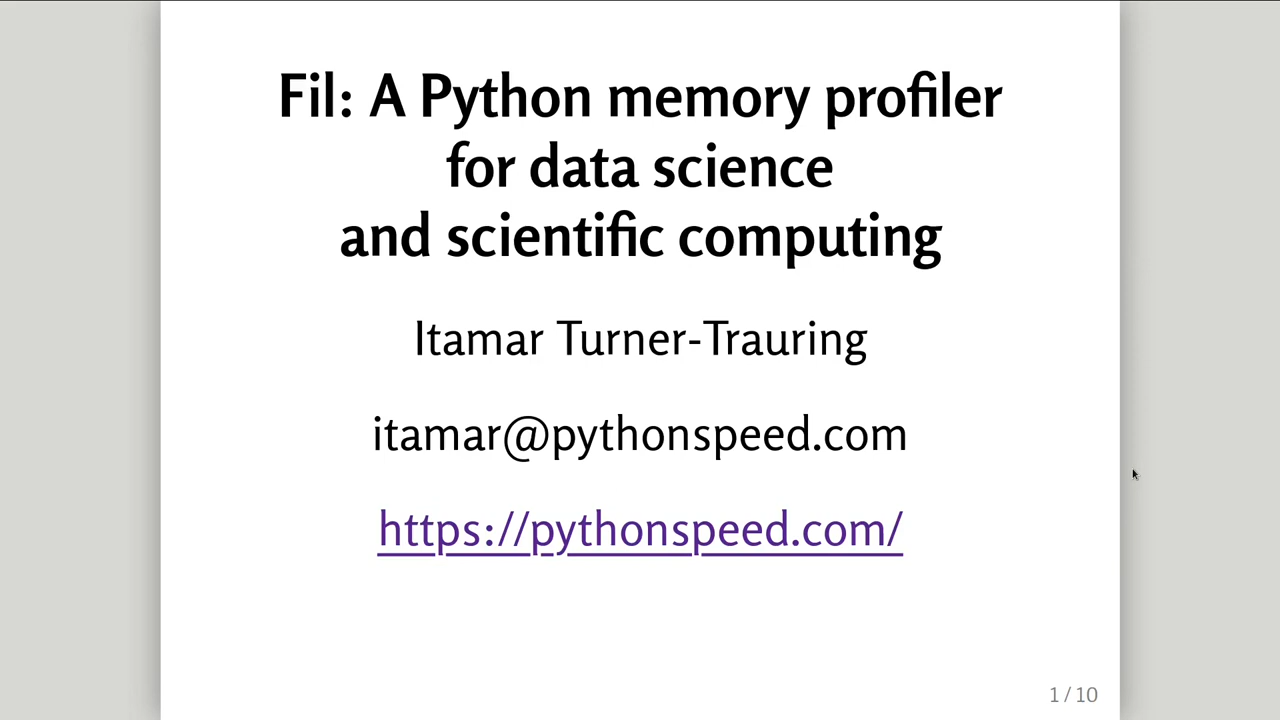 Fil: A Python memory profiler
for data science
and scientific computing
Itamar Turner-Trauring
itamar@pythonspeed.com
https://pythonspeed.com/
1 / 10